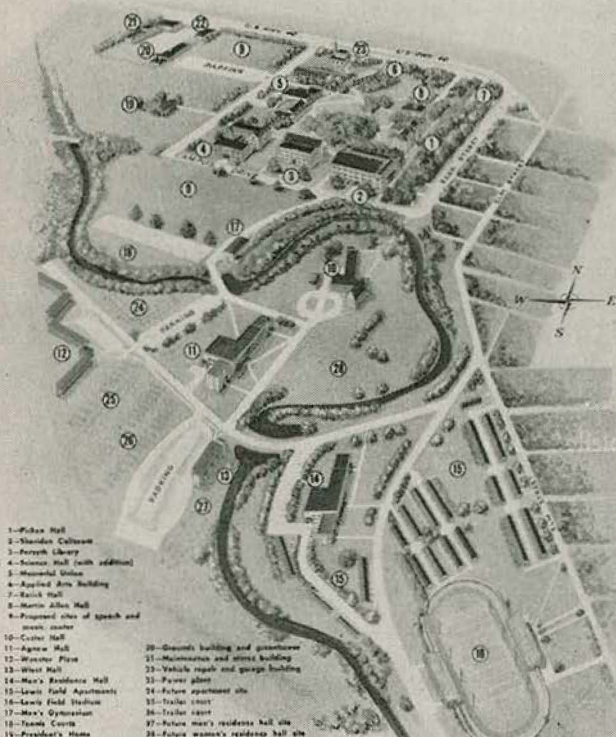 U.S. HWY. 40
U.S. HWY. 40
PARKING
PARKING
PARKING
N
W
E
S
1—Picken Hall
2—Sheridan Coliseum
3—Forsyth Library
4—Science Hall (with addition)
5—Memorial Union
6—Applied Arts Building
7—Rarick Hall
8—Martin Allen Hall
9—Proposed sites of speech and
music center
10—Custer Hall
11—Agnew Hall
12—Wooster Place
13—Wiest Hall
14—Men's Residence Hall
15—Lewis Field Apartments
16—Lewis Field Stadium
17—Men's Gymnasium
18—Tennis Courts
19—President's Home
20—Grounds building and greenhouse
21—Maintenance and stores building
22—Vehicle repair and garage building
23—Power plant
24—Future apartment site
25—Trailer court
26—Trailer court
27—Future men's residence hall site
28—Future women's residence hall site